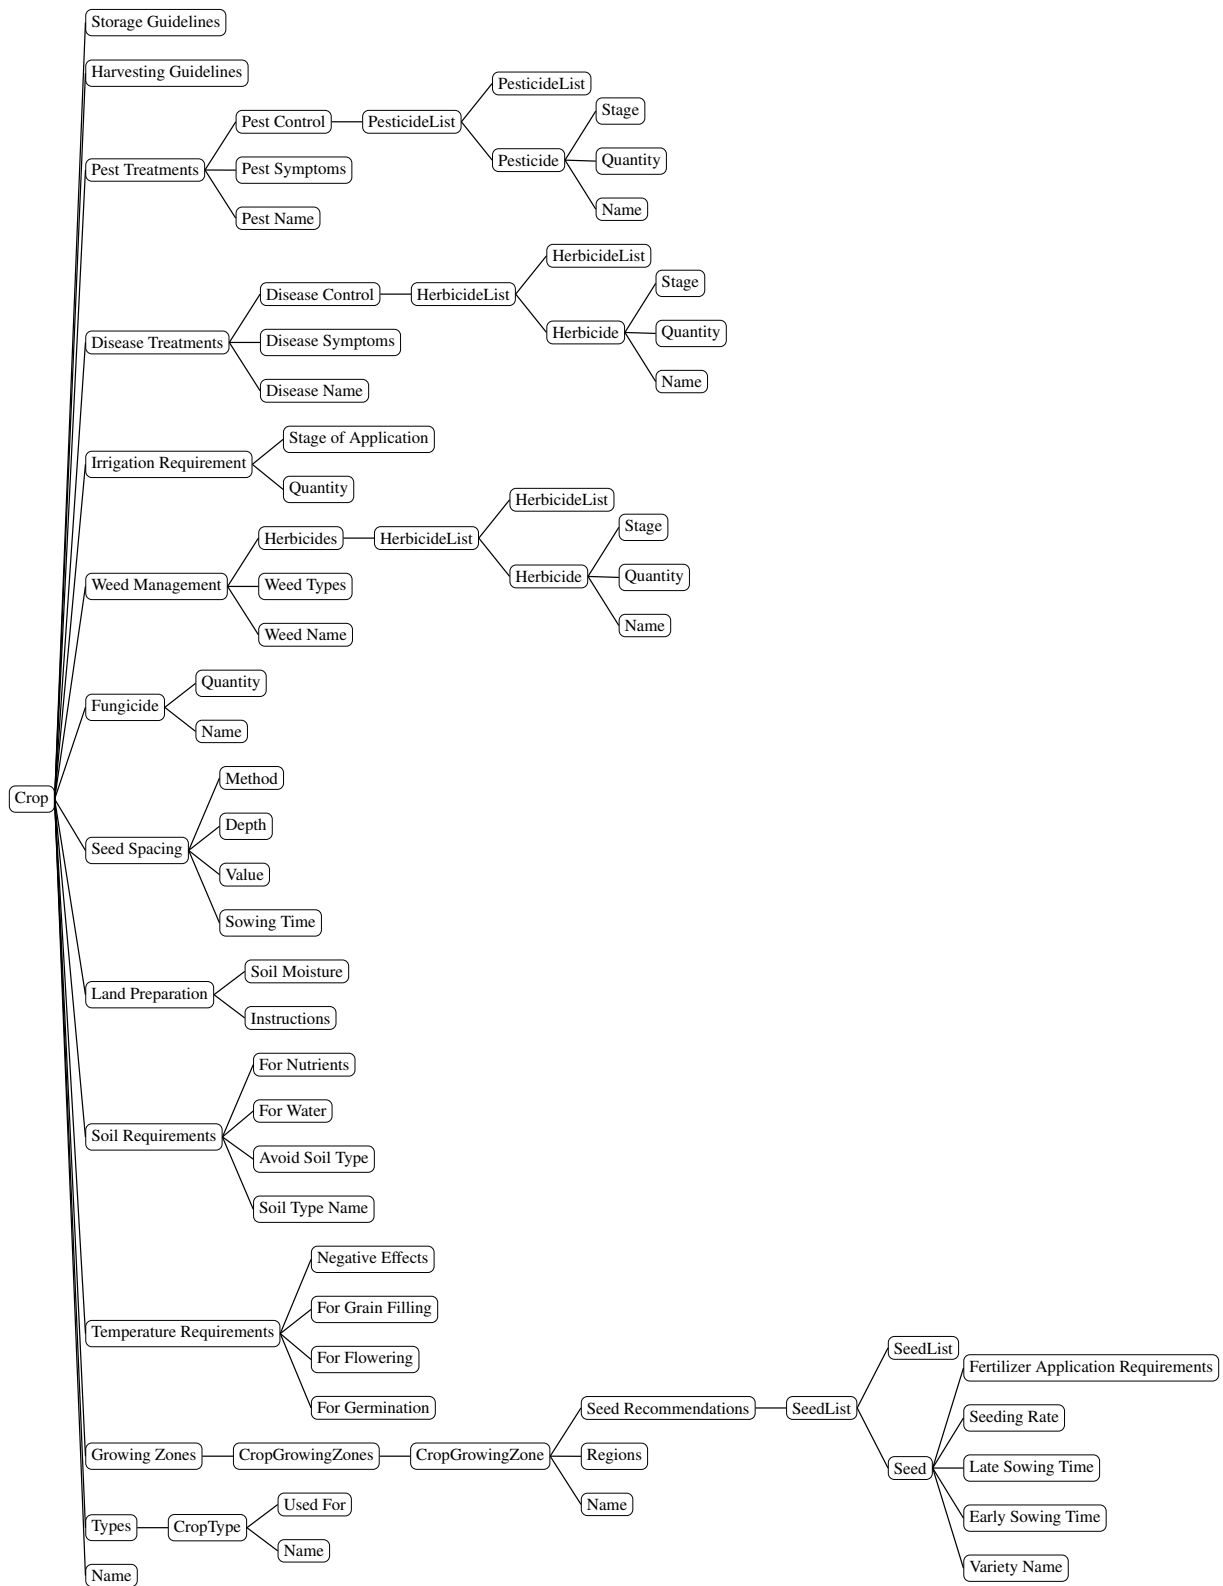 Storage Guidelines
Harvesting Guidelines
PesticideList
Stage
Pest Control
PesticideList
Pesticide
Quantity
Pest Treatments
Pest Symptoms
Name
Pest Name
HerbicideList
Stage
Disease Control
HerbicideList
Herbicide
Quantity
Disease Treatments
Disease Symptoms
Name
Disease Name
Stage of Application
Irrigation Requirement
Quantity
HerbicideList
Stage
Herbicides
HerbicideList
Herbicide
Quantity
Weed Management
Weed Types
Name
Weed Name
Quantity
Fungicide
Name
Crop
Method
Depth
Seed Spacing
Value
Sowing Time
Soil Moisture
Land Preparation
Instructions
For Nutrients
For Water
Soil Requirements
Avoid Soil Type
Soil Type Name
Negative Effects
For Grain Filling
Temperature Requirements
For Flowering
For Germination
SeedList
Fertilizer Application Requirements
Seed Recommendations
SeedList
Seeding Rate
Growing Zones
CropGrowingZones
CropGrowingZone
Regions
Seed
Late Sowing Time
Name
Early Sowing Time
Used For
Types
CropType
Name
Variety Name
Name